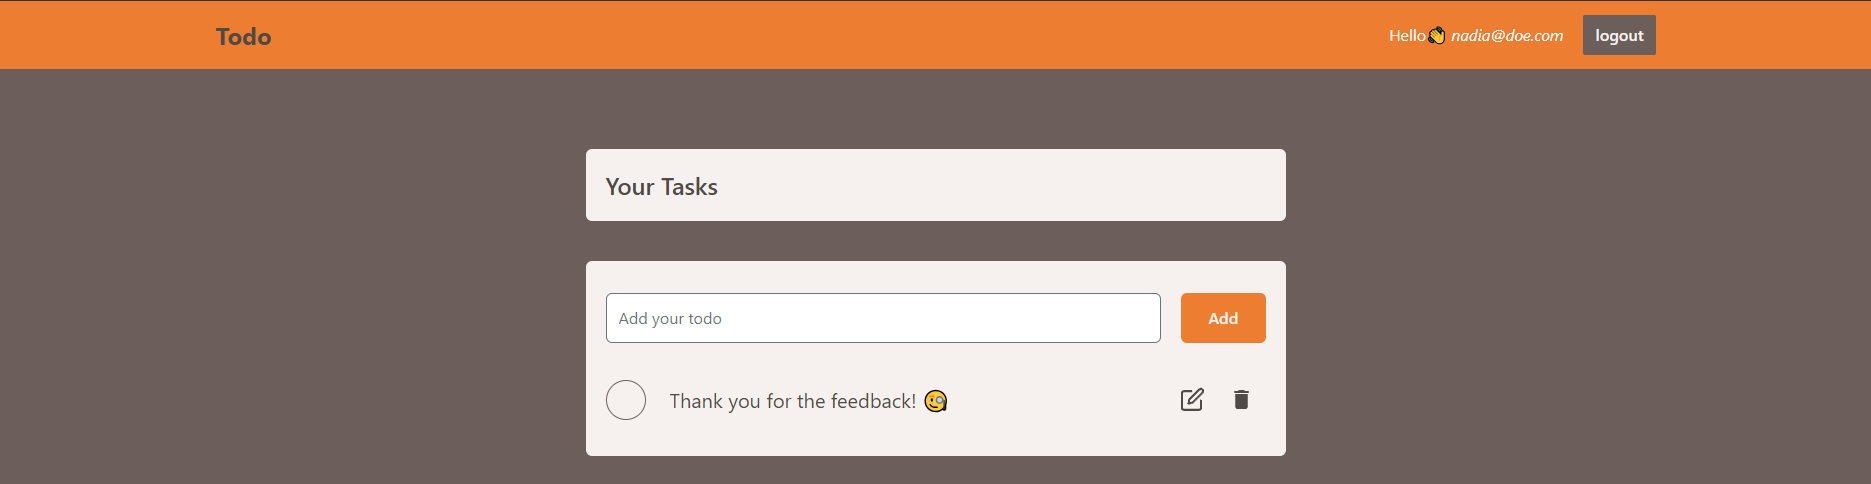 Todo
Hello👋 nadia@doe.com
logout
Your Tasks
Add your todo
Add
Thank you for the feedback! 🧐